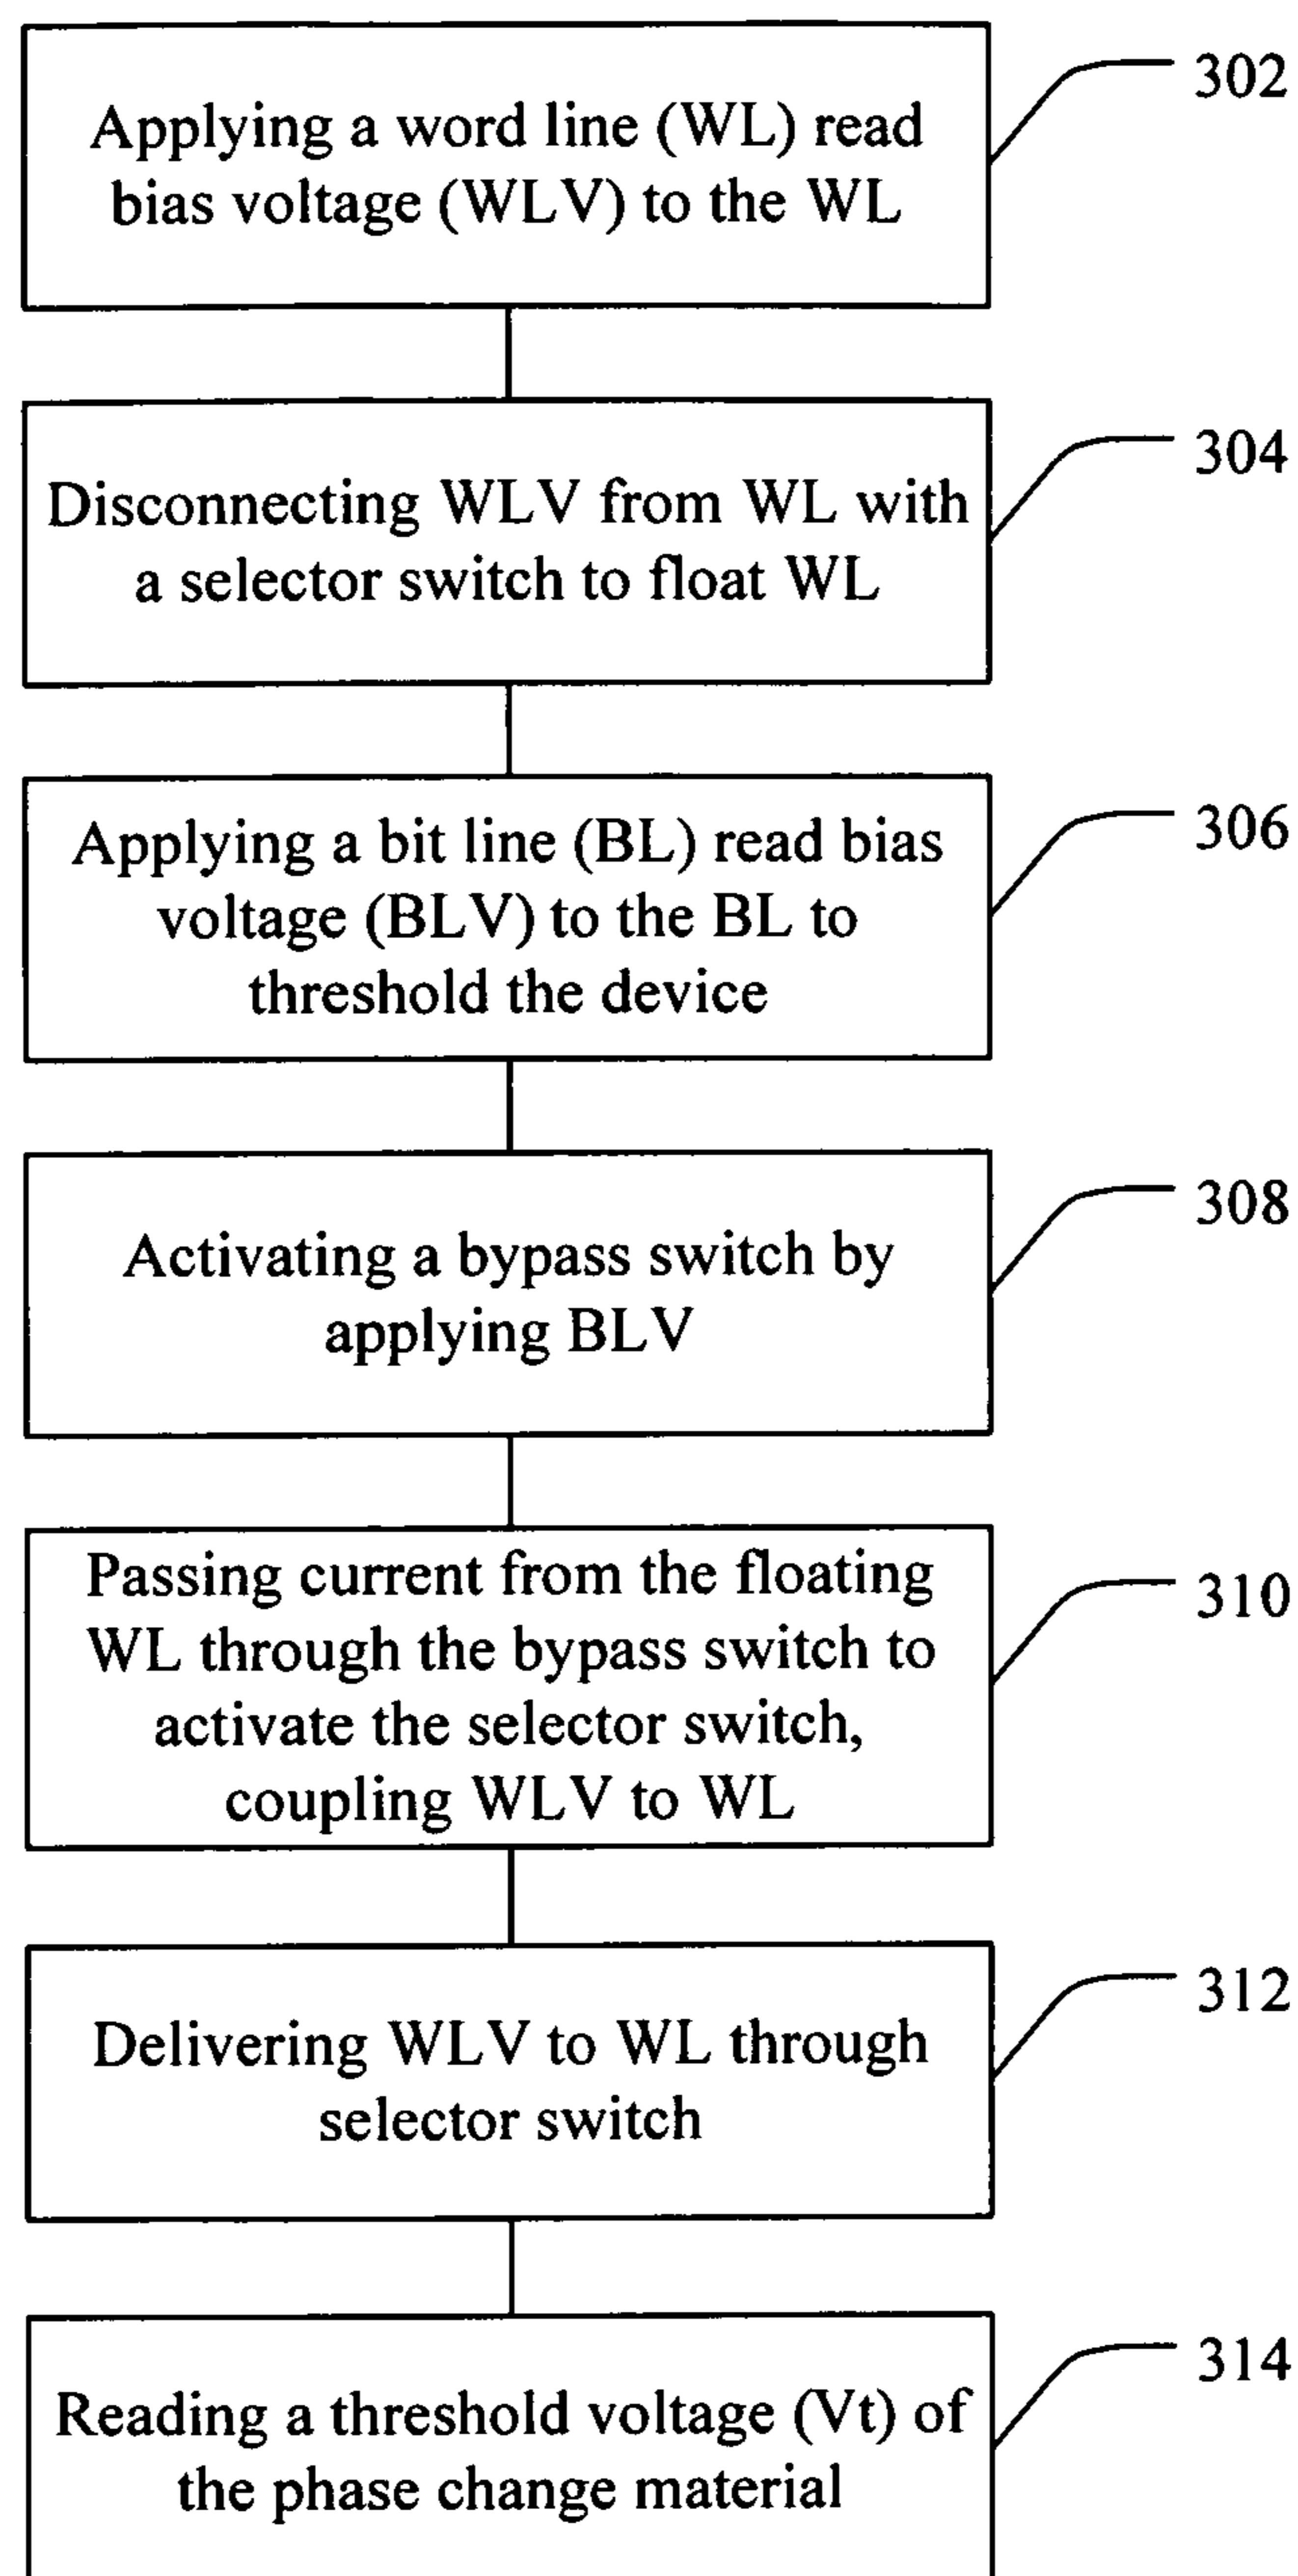 Applying a word line (WL) read
bias voltage (WLV) to the WL
302
Disconnecting WLV from WL with
a selector switch to float WL
304
Applying a bit line (BL) read bias
voltage (BLV) to the BL to
threshold the device
306
Activating a bypass switch by
applying BLV
308
Passing current from the floating
WL through the bypass switch to
activate the selector switch,
coupling WLV to WL
310
Delivering WLV to WL through
selector switch
312
Reading a threshold voltage (Vt) of
the phase change material
314